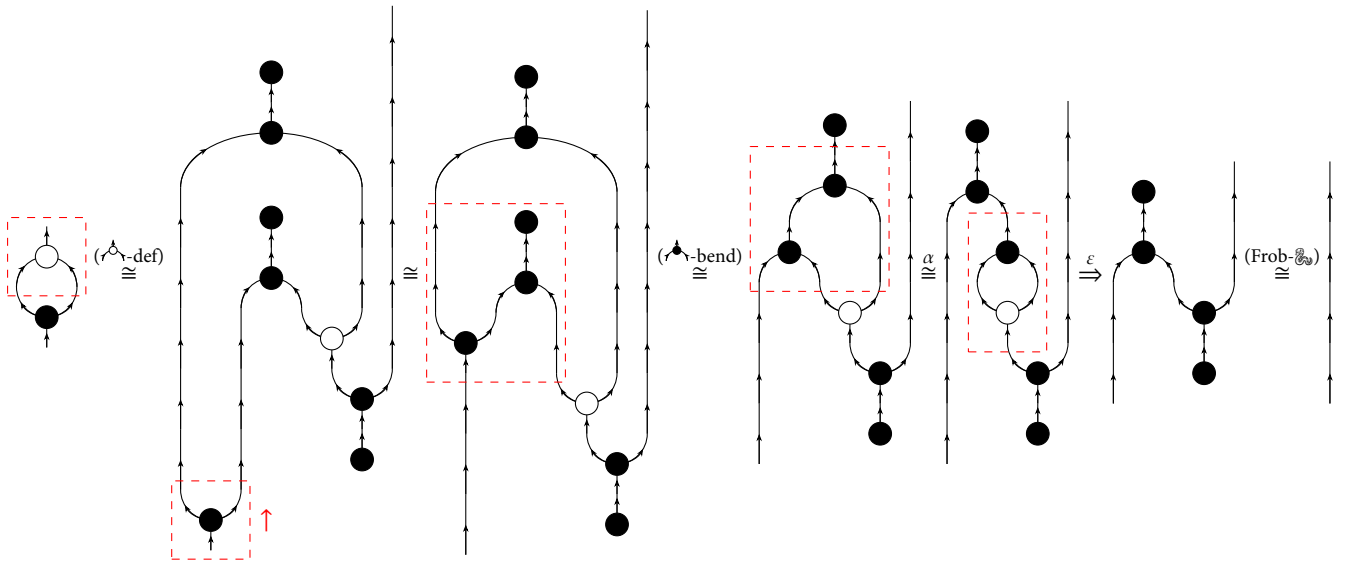 (-def)
≅
≅
(-bend)
≅
α
≅
ε
⇒
(Frob-)
≅